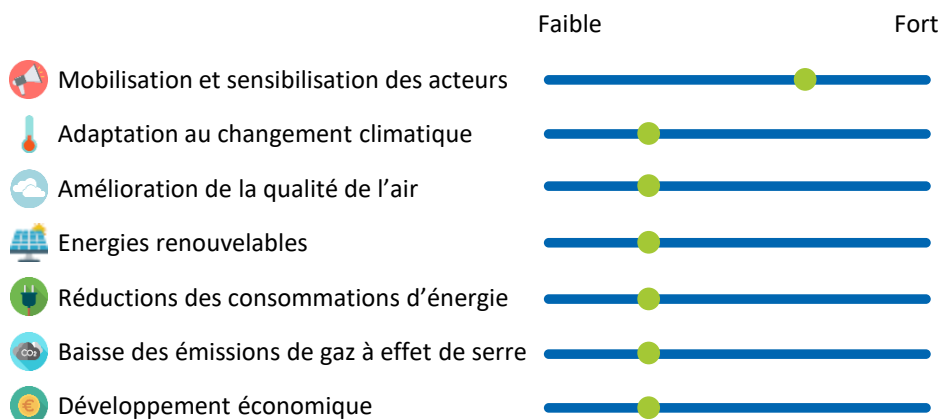 Faible Fort
Mobilisation et sensibilisation des acteurs
Adaptation au changement climatique
Amélioration de la qualité de l’air
Energies renouvelables
Réductions des consommations d’énergie
CO₂ Baisse des émissions de gaz à effet de serre
€ Développement économique